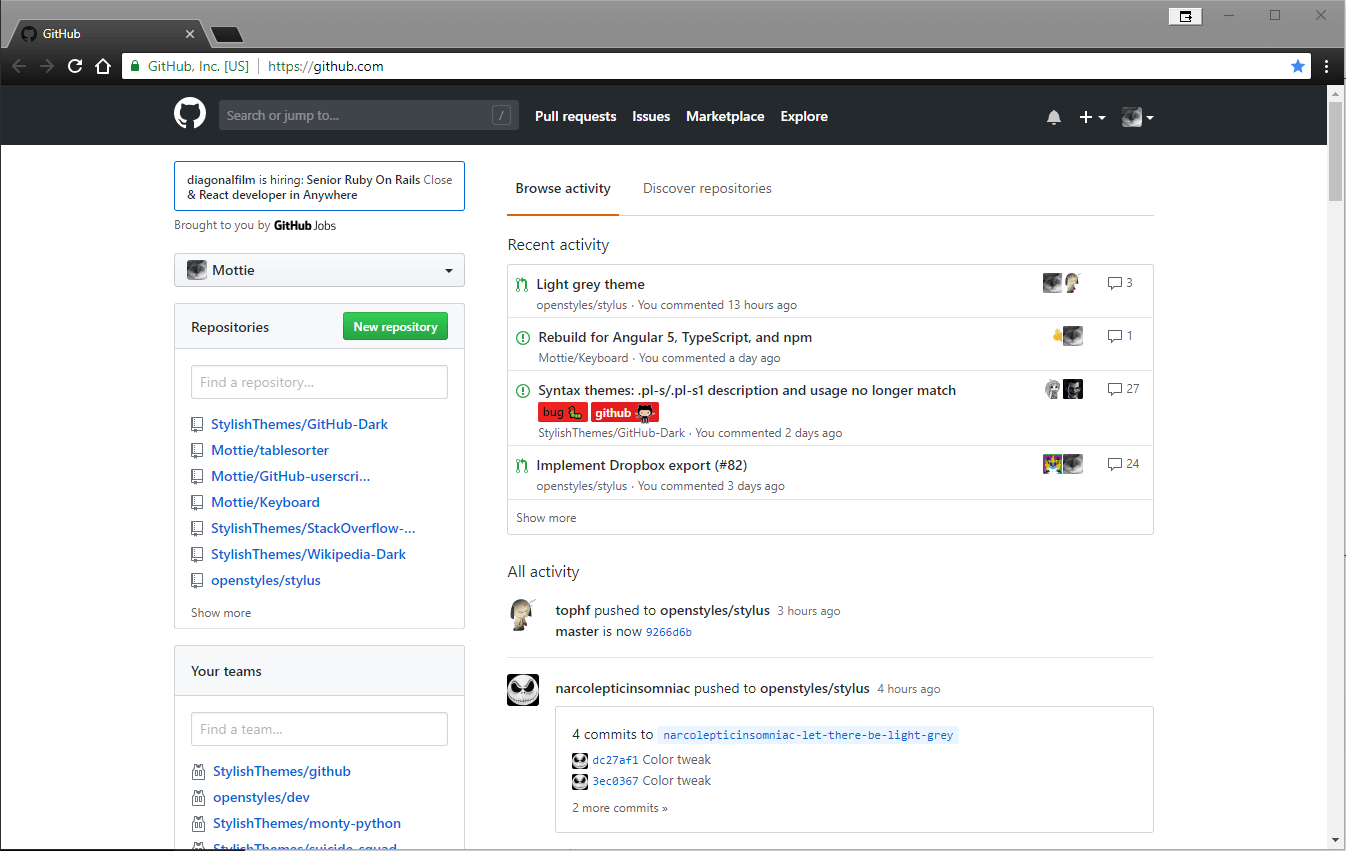 GitHub
GitHub, Inc. [US] https://github.com
Search or jump to... /
Pull requests Issues Marketplace Explore
diagonalfilm is hiring: Senior Ruby On Rails Close
& React developer in Anywhere
Brought to you by GitHub Jobs
Mottie
Repositories
New repository
Find a repository...
StylishThemes/GitHub-Dark
Mottie/tablesorter
Mottie/GitHub-userscri...
Mottie/Keyboard
StylishThemes/StackOverflow-...
StylishThemes/Wikipedia-Dark
openstyles/stylus
Show more
Your teams
Find a team...
StylishThemes/github
openstyles/dev
StylishThemes/monty-python
StylishThemes/suicide-squad
Browse activity Discover repositories
Recent activity
Light grey theme 3
openstyles/stylus · You commented 13 hours ago
Rebuild for Angular 5, TypeScript, and npm 1
Mottie/Keyboard · You commented a day ago
Syntax themes: .pl-s/.pl-s1 description and usage no longer match 27
bug github
StylishThemes/GitHub-Dark · You commented 2 days ago
Implement Dropbox export (#82) 24
openstyles/stylus · You commented 3 days ago
Show more
All activity
tophf pushed to openstyles/stylus 3 hours ago
master is now 9266d6b
narcolepticinsomniac pushed to openstyles/stylus 4 hours ago
4 commits to narcolepticinsomniac-let-there-be-light-grey
dc27af1 Color tweak
3ec0367 Color tweak
2 more commits »